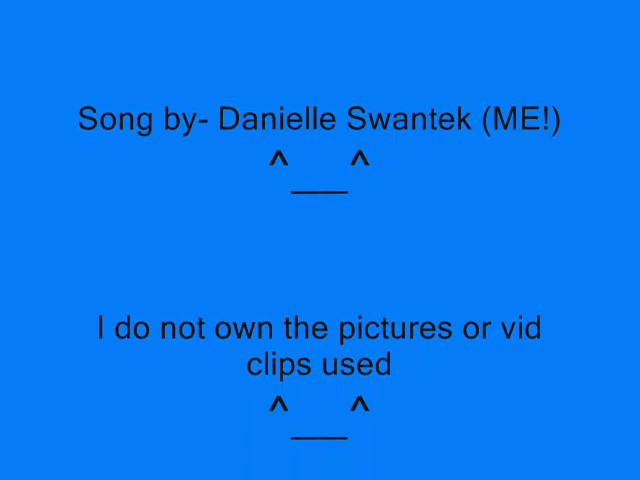 Song by- Danielle Swantek (ME!)
^___^
I do not own the pictures or vid
clips used
^___^